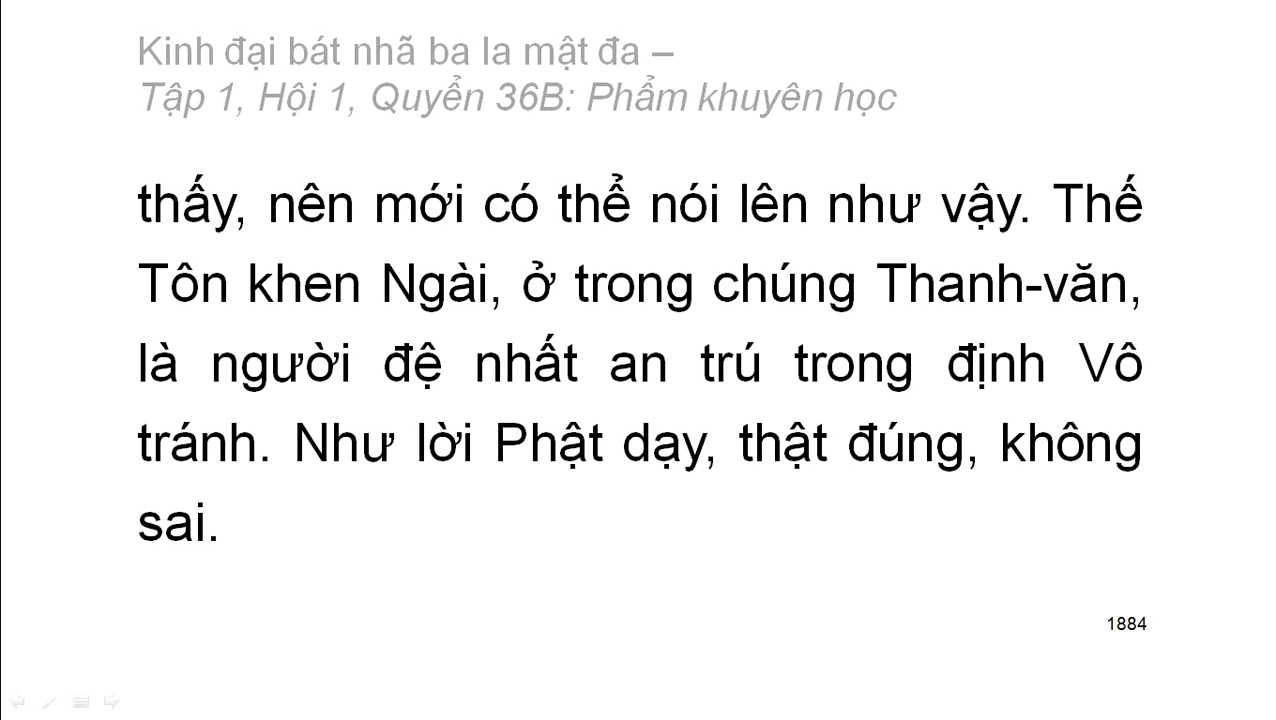 Kinh đại bát nhã ba la mật đa –
Tập 1, Hội 1, Quyển 36B: Phẩm khuyên học
thấy, nên mới có thể nói lên như vậy. Thế
Tôn khen Ngài, ở trong chúng Thanh-văn,
là người đệ nhất an trú trong định Vô
tránh. Như lời Phật dạy, thật đúng, không
sai.
1884